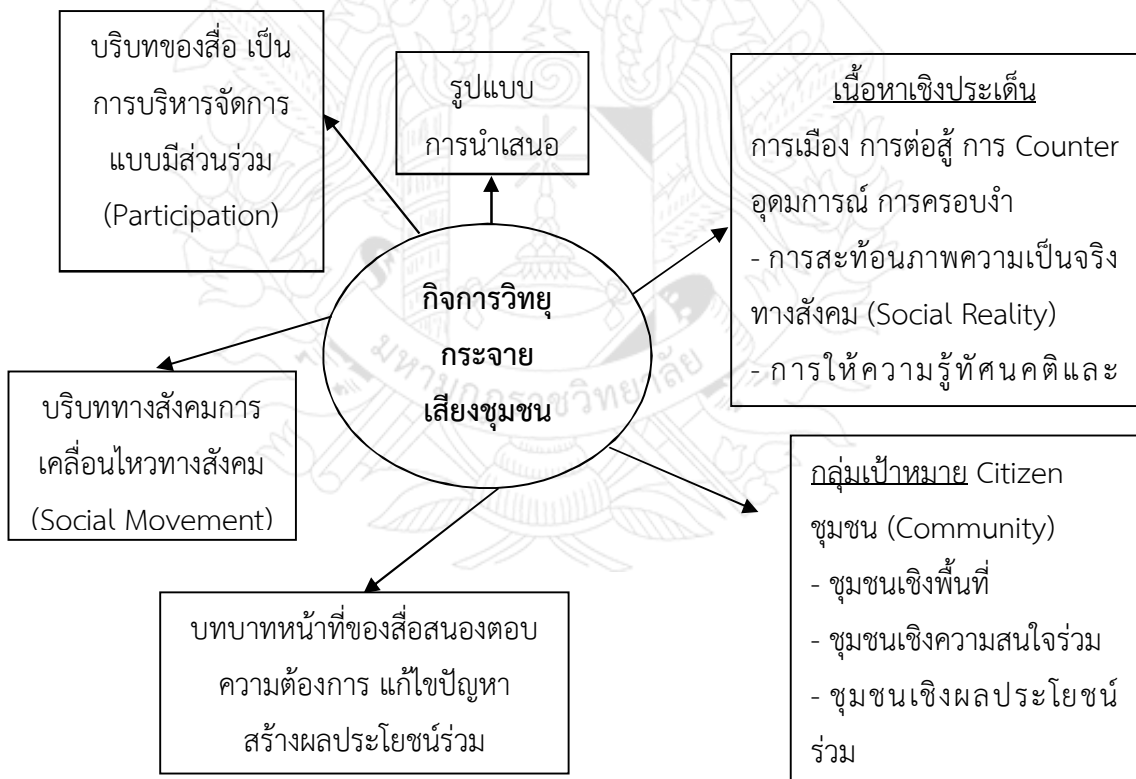 บริบทของสื่อ เป็น
การบริหารจัดการ
แบบมีส่วนร่วม
(Participation)
รูปแบบ
การนำเสนอ
เนื้อหาเชิงประเด็น
การเมือง การต่อสู้ การ Counter
อุดมการณ์ การครอบงำ
- การสะท้อนภาพความเป็นจริง
ทางสังคม (Social Reality)
- การให้ความรู้ทัศนคติและ
กิจการวิทยุ
กระจาย
เสียงชุมชน
มหามกุฏราชวิทยาลัย
บริบททางสังคมการ
เคลื่อนไหวทางสังคม
(Social Movement)
กลุ่มเป้าหมาย Citizen
ชุมชน (Community)
- ชุมชนเชิงพื้นที่
- ชุมชนเชิงความสนใจร่วม
- ชุมชนเชิงผลประโยชน์
ร่วม
บทบาทหน้าที่ของสื่อสนองตอบ
ความต้องการ แก้ไขปัญหา
สร้างผลประโยชน์ร่วม